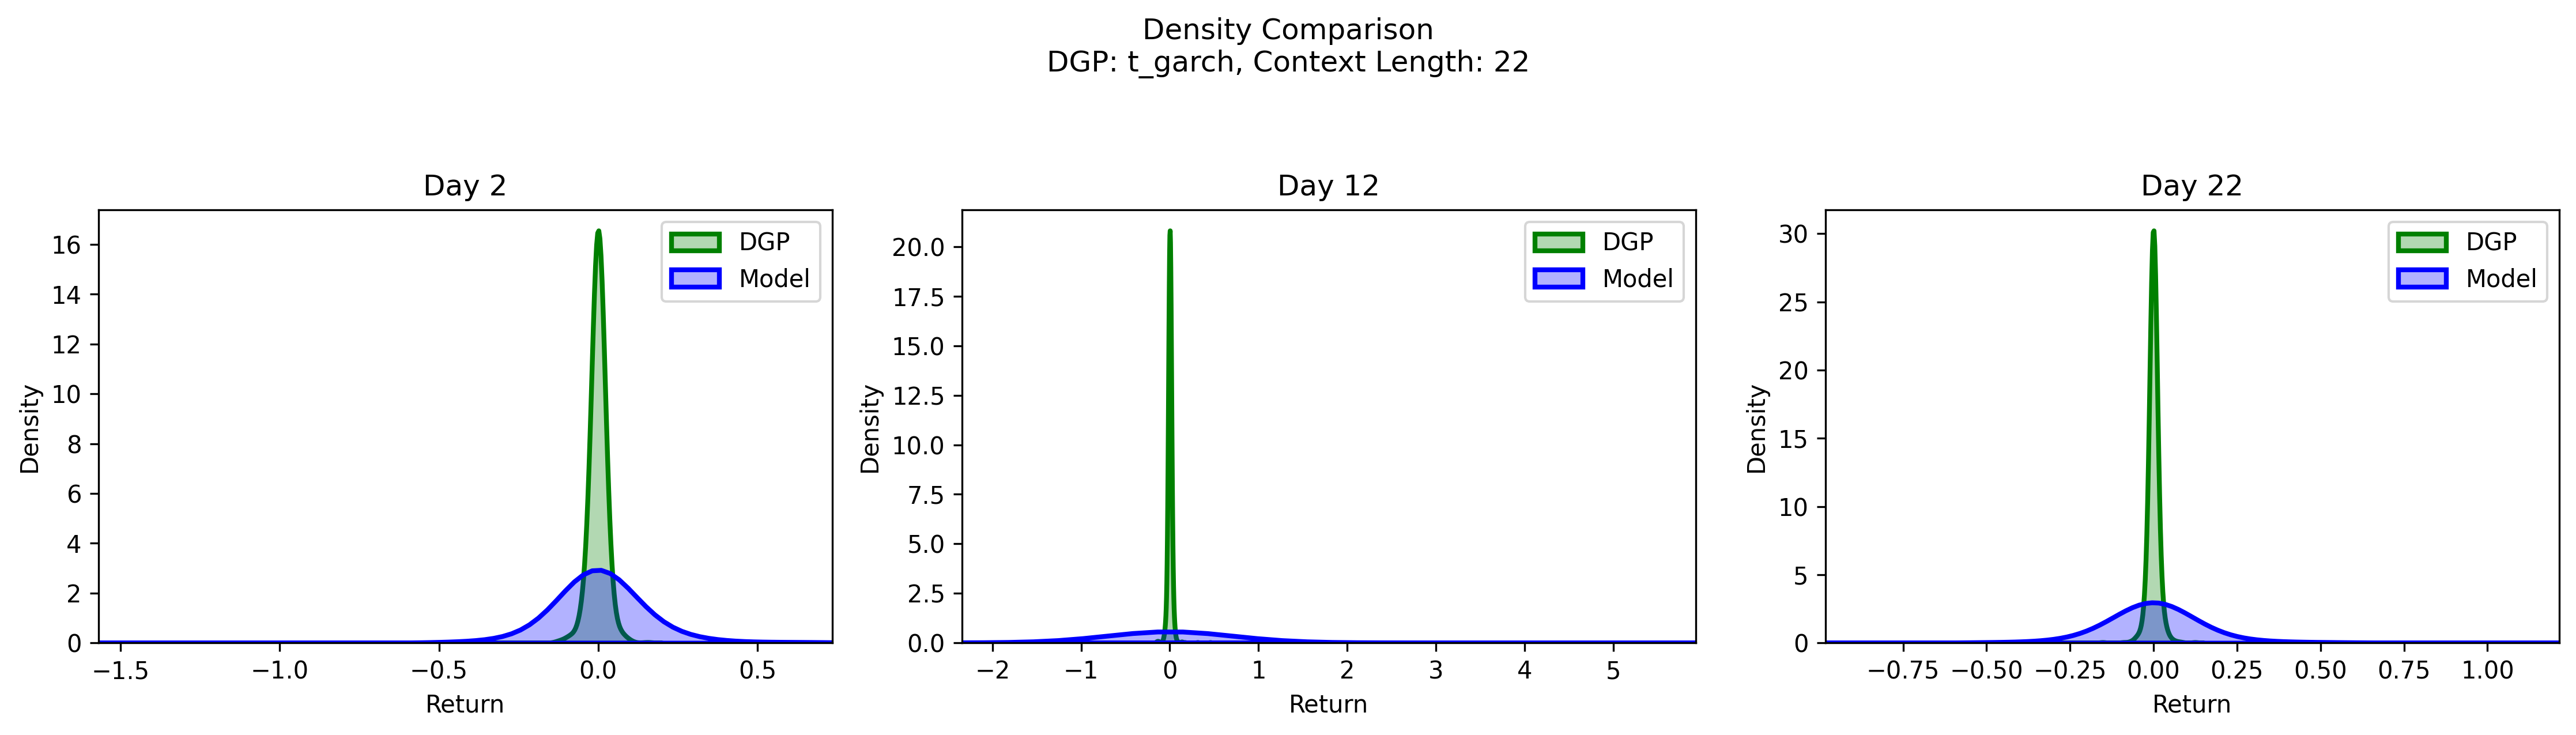 Density Comparison
DGP: t_garch, Context Length: 22
Day 2
Density
16
14
12
10
8
6
4
2
0
−1.5 −1.0 −0.5 0.0 0.5
Return
DGP
Model
Day 12
Density
20.0
17.5
15.0
12.5
10.0
7.5
5.0
2.5
0.0
−2 −1 0 1 2 3 4 5
Return
DGP
Model
Day 22
Density
30
25
20
15
10
5
0
−0.75 −0.50 −0.25 0.00 0.25 0.50 0.75 1.00
Return
DGP
Model